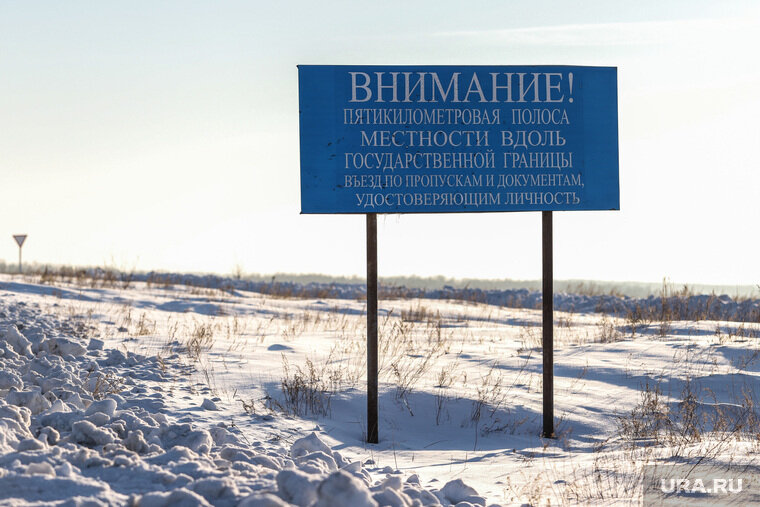 ВНИМАНИЕ!
ПЯТИКИЛОМЕТРОВАЯ ПОЛОСА
МЕСТНОСТИ ВДОЛЬ
ГОСУДАРСТВЕННОЙ ГРАНИЦЫ
ВЪЕЗД ПО ПРОПУСКАМ И ДОКУМЕНТАМ,
УДОСТОВЕРЯЮЩИМ ЛИЧНОСТЬ
URA.RU